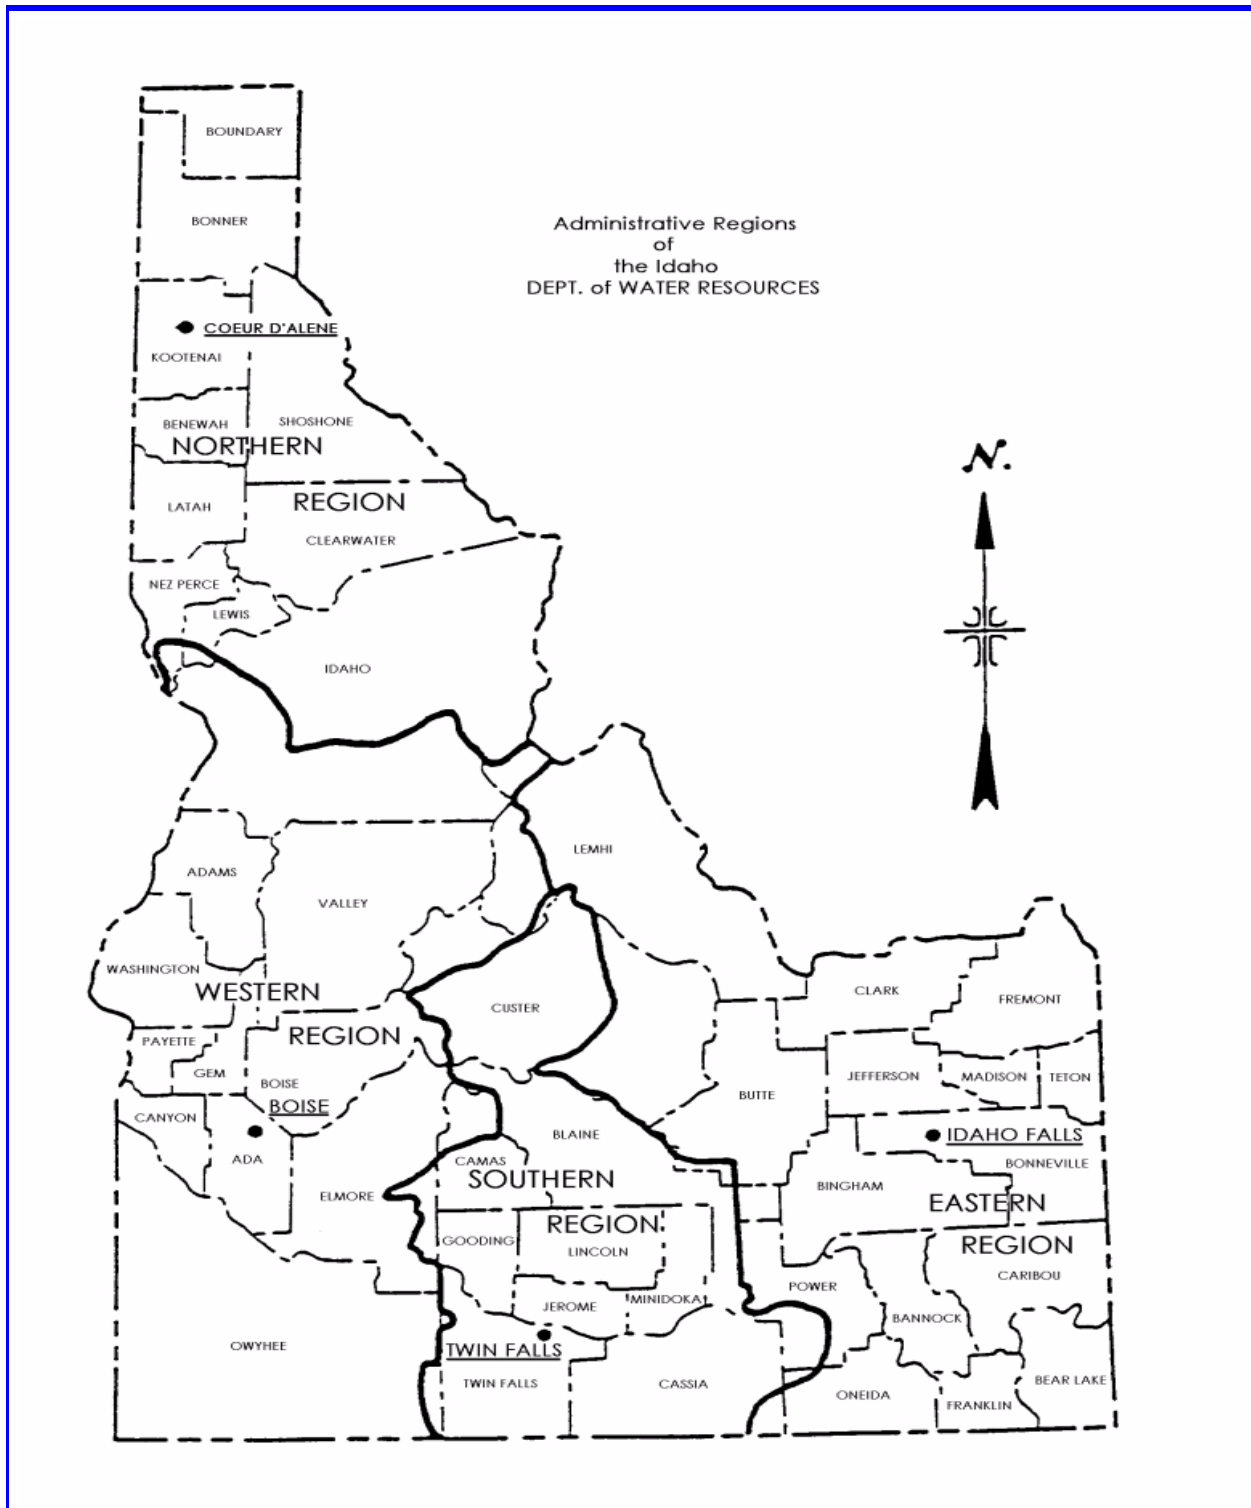 BOUNDARY
BONNER
Administrative Regions
of
the Idaho
DEPT. of WATER RESOURCES
COEUR D'ALENE
KOOTENAI
BENEWAH
SHOSHONE
NORTHERN
REGION
LATAH
CLEARWATER
NEZ PERCE
LEWIS
IDAHO
N.
LEMHI
ADAMS
VALLEY
WASHINGTON
WESTERN
REGION
CUSTER
CLARK
FREMONT
PAYETTE
GEM
BOISE
BOISE
JEFFERSON
MADISON
TETON
BUTTE
CANYON
ADA
BLAINE
IDAHO FALLS
BONNEVILLE
CAMAS
SOUTHERN
REGION
ELMORE
BINGHAM
EASTERN
REGION
GOODING
LINCOLN
CARIBOU
POWER
JEROME
MINIDOKA
BANNOCK
OWYHEE
TWIN FALLS
TWIN FALLS
CASSIA
ONEIDA
FRANKLIN
BEAR LAKE